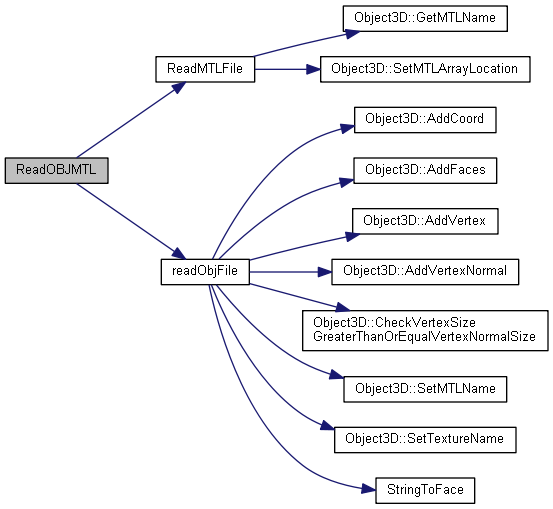 Object3D::GetMTLName
ReadMTLFile
Object3D::SetMTLArrayLocation
Object3D::AddCoord
ReadOBJMTL
Object3D::AddFaces
Object3D::AddVertex
readObjFile
Object3D::AddVertexNormal
Object3D::CheckVertexSize
GreaterThanOrEqualVertexNormalSize
Object3D::SetMTLName
Object3D::SetTextureName
StringToFace